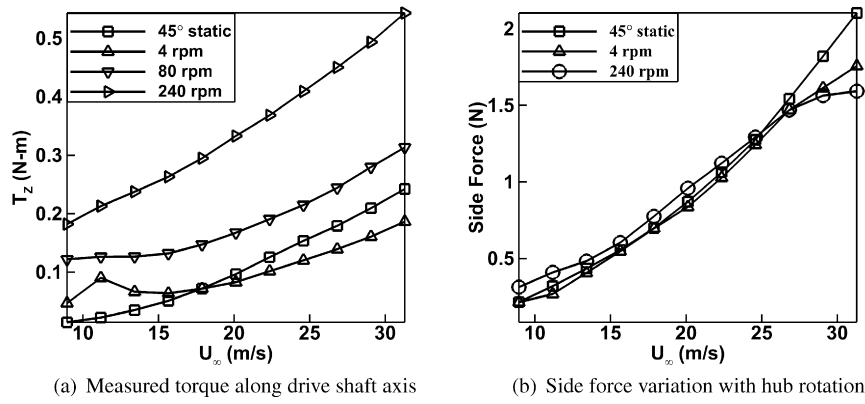 45° static
4 rpm
80 rpm
240 rpm
0.5
0.4
0.3
0.2
0.1
T_Z (N-m)
10 15 20 25 30
U_∞ (m/s)
(a) Measured torque along drive shaft axis
45° static
4 rpm
240 rpm
2
1.5
1
0.5
Side Force (N)
10 15 20 25 30
U_∞ (m/s)
(b) Side force variation with hub rotation